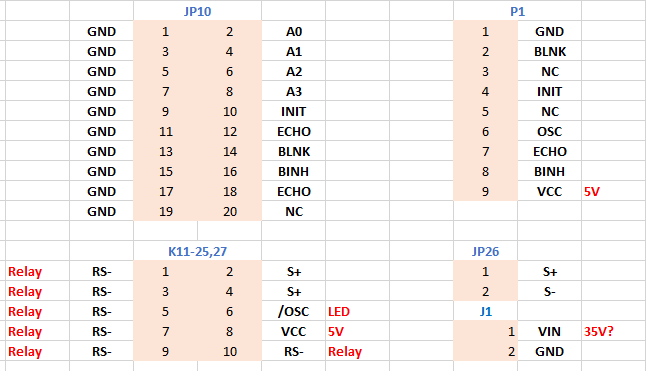 JP10 P1
GND 1 2 A0 1 GND
GND 3 4 A1 2 BLNK
GND 5 6 A2 3 NC
GND 7 8 A3 4 INIT
GND 9 10 INIT 5 NC
GND 11 12 ECHO 6 OSC
GND 13 14 BLNK 7 ECHO
GND 15 16 BINH 8 BINH
GND 17 18 ECHO 9 VCC 5V
GND 19 20 NC
K11-25,27 JP26
Relay RS- 1 2 S+ 1 S+
Relay RS- 3 4 S+ 2 S-
Relay RS- 5 6 /OSC LED J1
Relay RS- 7 8 VCC 5V 1 VIN 35V?
Relay RS- 9 10 RS- Relay 2 GND